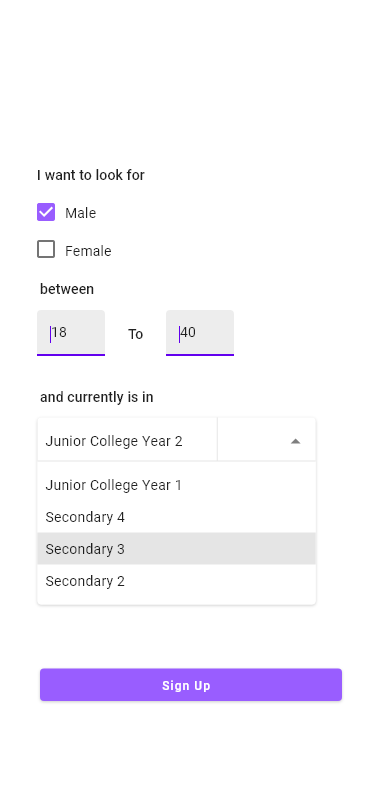 I want to look for
Male
Female
between
18 To 40
and currently is in
Junior College Year 2
Junior College Year 1
Secondary 4
Secondary 3
Secondary 2
Sign Up